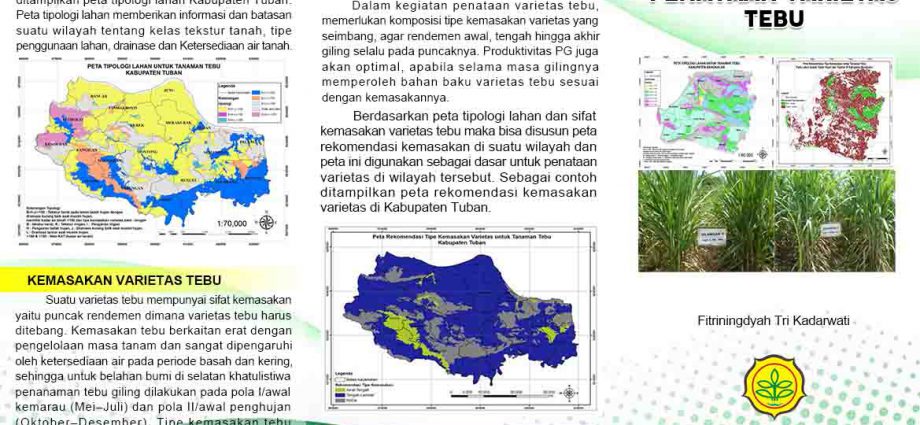 ditampilkan peta tipologi lahan Kabupaten Tuban.
Peta tipologi lahan memberikan informasi dan batasan
suatu wilayah tentang kelas tekstur tanah, tipe
penggunaan lahan, drainase dan Ketersediaan air tanah.
PETA TIPOLOGI LAHAN UNTUK TANAMAN TEBU
KABUPATEN TUBAN
1:70,000
KEMASAKAN VARIETAS TEBU
Suatu varietas tebu mempunyai sifat kemasakan
yaitu puncak rendemen dimana varietas tebu harus
ditebang. Kemasakan tebu berkaitan erat dengan
pengelolaan masa tanam dan sangat dipengaruhi
oleh ketersediaan air pada periode basah dan kering,
sehingga untuk belahan bumi di selatan khatulistiwa
penanaman tebu giling dilakukan pada pola I/awal
kemarau (Mei–Juli) dan pola II/awal penghujan
(Oktober–Desember). Tipe kemasakan tebu
Dalam kegiatan penataan varietas tebu,
memerlukan komposisi tipe kemasakan varietas yang
seimbang, agar rendemen awal, tengah hingga akhir
giling selalu pada puncaknya. Produktivitas PG juga
akan optimal, apabila selama masa gilingnya
memperoleh bahan baku varietas tebu sesuai
dengan kemasakannya.
Berdasarkan peta tipologi lahan dan sifat
kemasakan varietas tebu maka bisa disusun peta
rekomendasi kemasakan di suatu wilayah dan
peta ini digunakan sebagai dasar untuk penataan
varietas di wilayah tersebut. Sebagai contoh
ditampilkan peta rekomendasi kemasakan
varietas di Kabupaten Tuban.
Peta Rekomendasi Tipe Kemasakan Varietas untuk Tanaman Tebu
Kabupaten Tuban
Legenda
TEBU
Fitriningdyah Tri Kadarwati